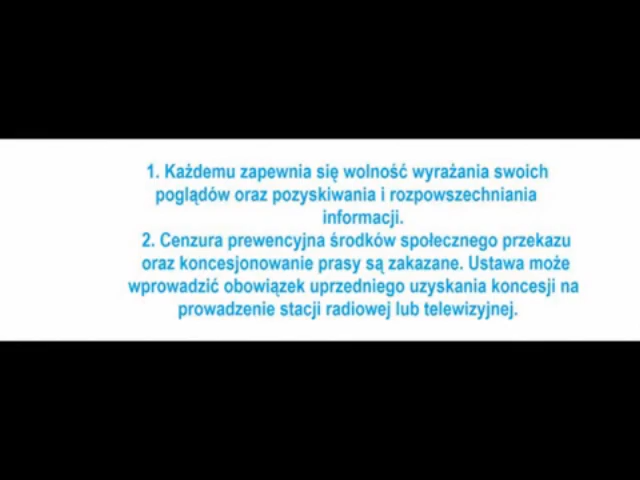 1. Każdemu zapewnia się wolność wyrażania swoich
poglądów oraz pozyskiwania i rozpowszechniania
informacji.
2. Cenzura prewencyjna środków społecznego przekazu
oraz koncesjonowanie prasy są zakazane. Ustawa może
wprowadzić obowiązek uprzedniego uzyskania koncesji na
prowadzenie stacji radiowej lub telewizyjnej.